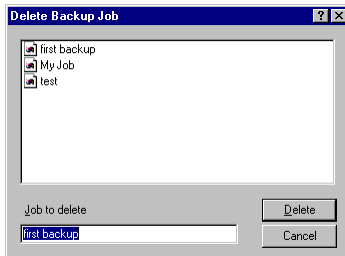 Delete Backup Job
first backup
My Job
test
Job to delete
Delete
first backup
Cancel